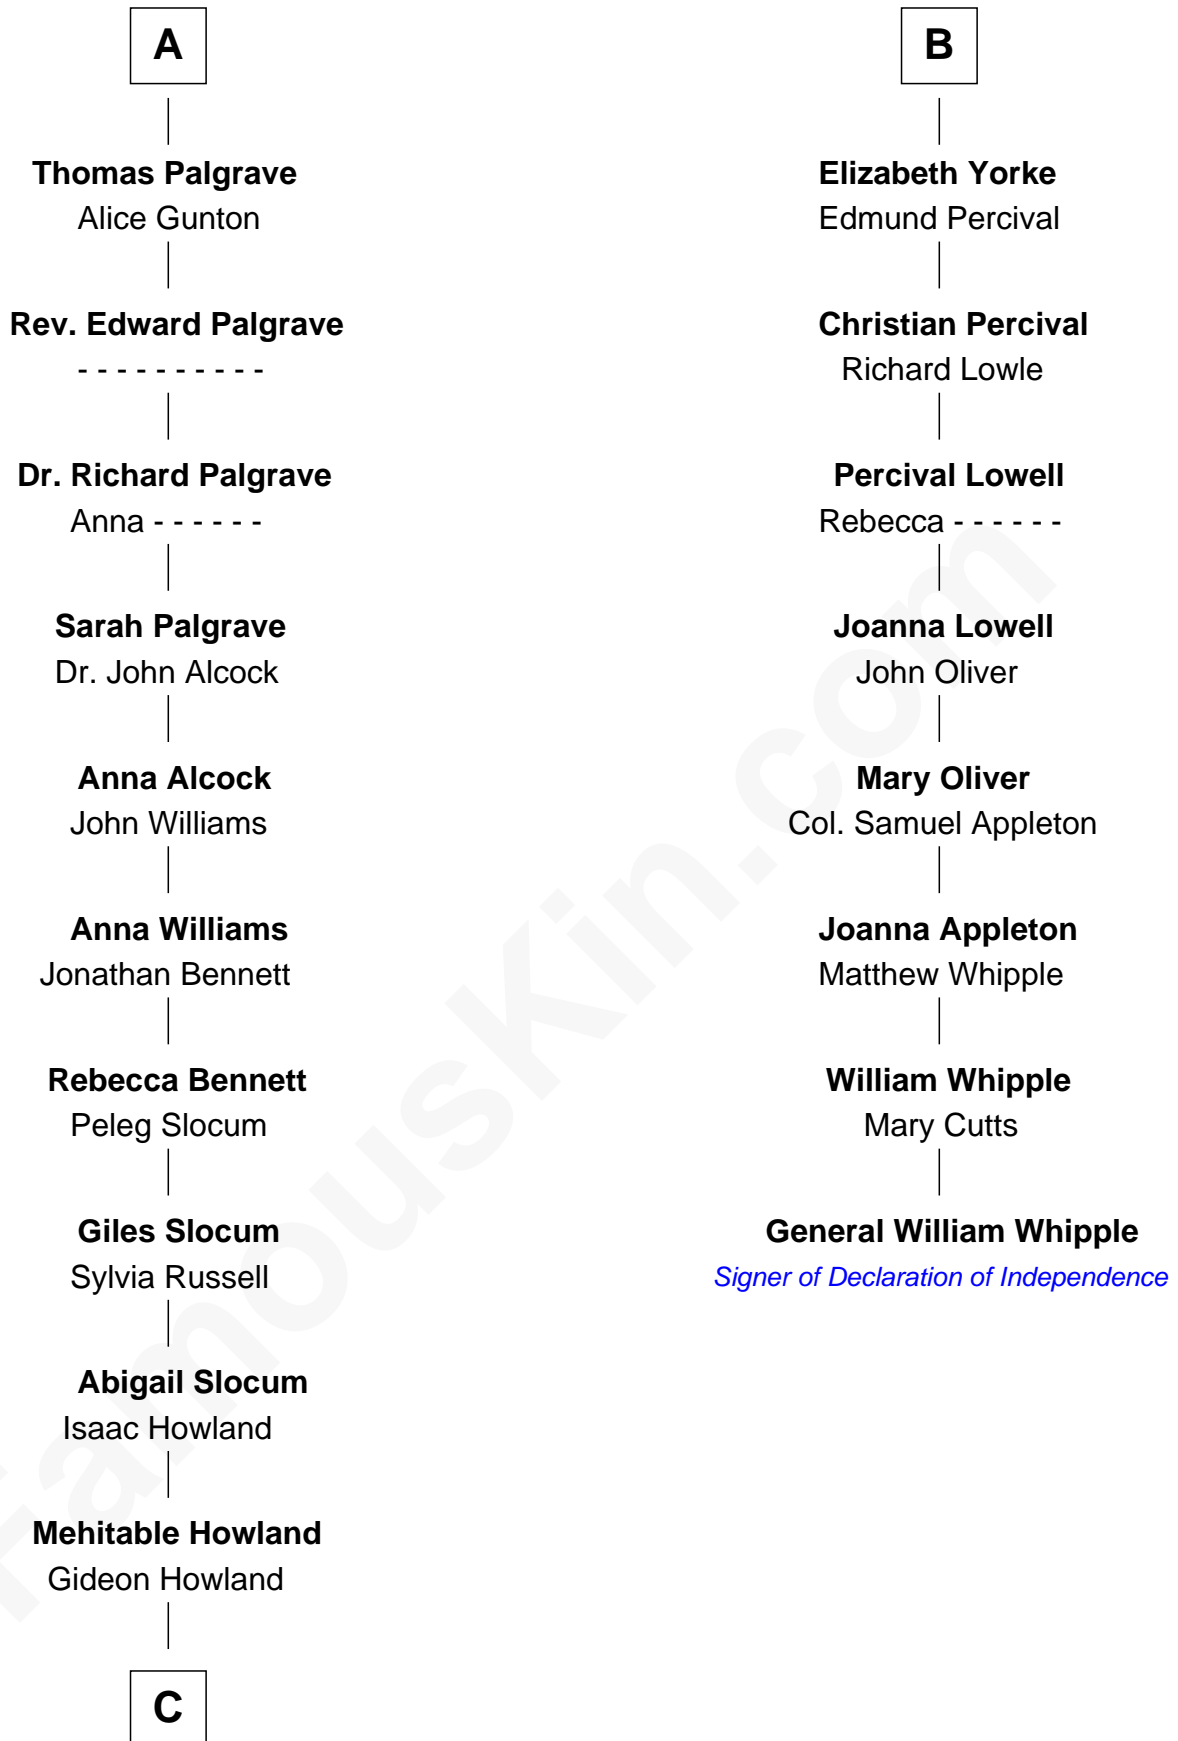 A
Thomas Palgrave
Alice Gunton
Rev. Edward Palgrave
- - - - - - - - - -
Dr. Richard Palgrave
Anna - - - - - -
Sarah Palgrave
Dr. John Alcock
Anna Alcock
John Williams
Anna Williams
Jonathan Bennett
Rebecca Bennett
Peleg Slocum
Giles Slocum
Sylvia Russell
Abigail Slocum
Isaac Howland
Mehitable Howland
Gideon Howland
C
B
Elizabeth Yorke
Edmund Percival
Christian Percival
Richard Lowle
Percival Lowell
Rebecca - - - - - -
Joanna Lowell
John Oliver
Mary Oliver
Col. Samuel Appleton
Joanna Appleton
Matthew Whipple
William Whipple
Mary Cutts
General William Whipple
Signer of Declaration of Independence
FamousKin.com